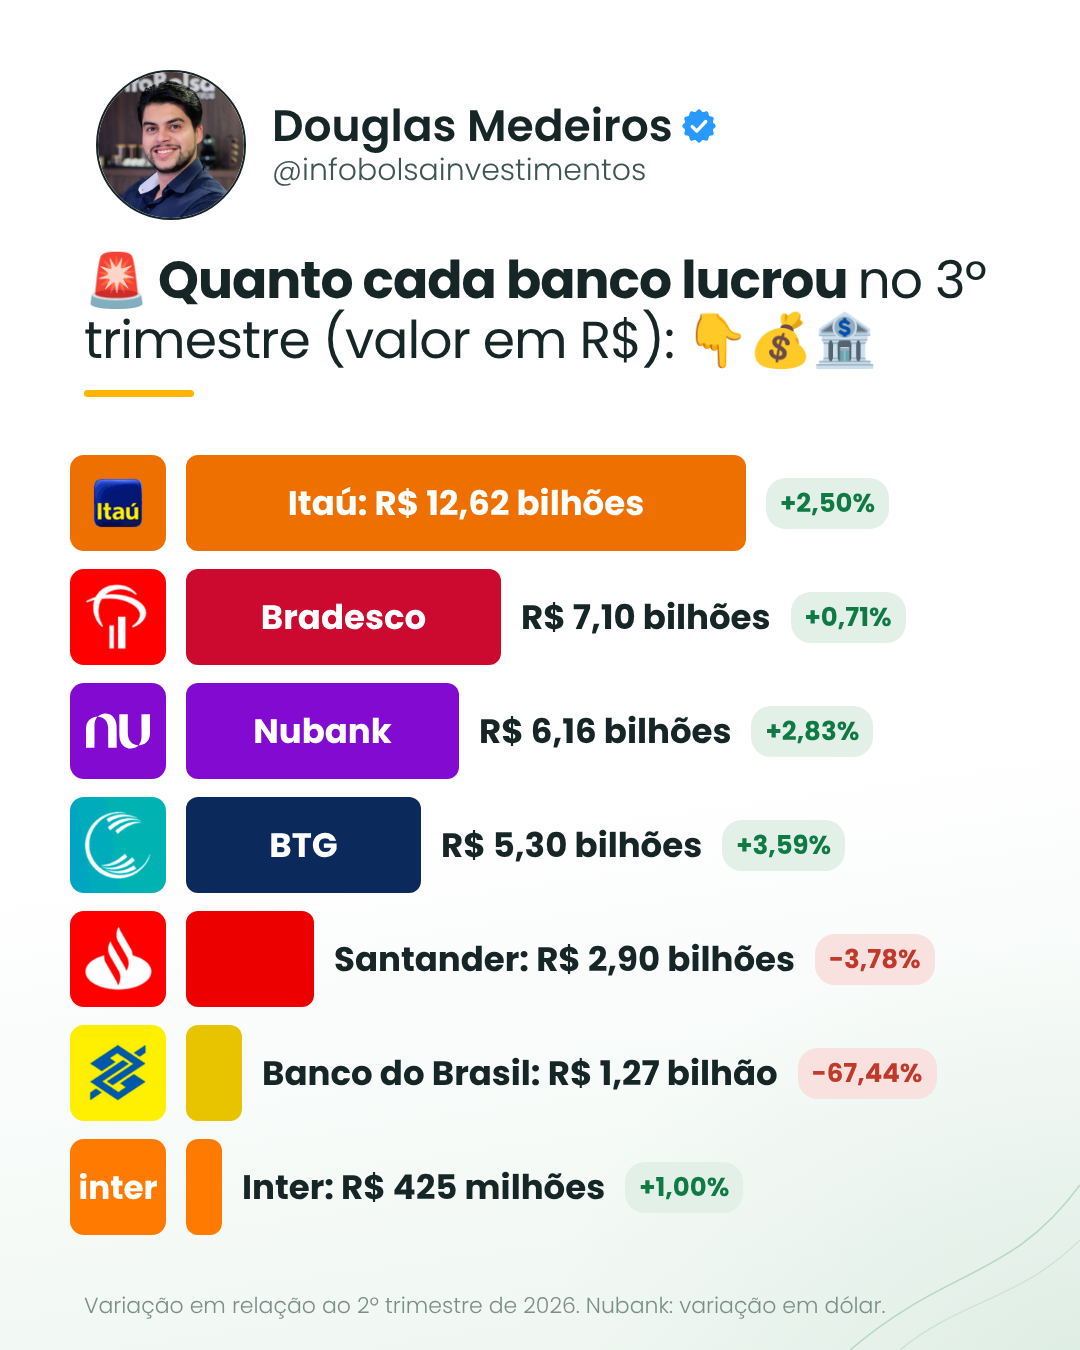 Douglas Medeiros
@infobolsainvestimentos
🚨 Quanto cada banco lucrou no 3º
trimestre (valor em R$): 👇💰🏦
Itaú
Itaú: R$ 12,62 bilhões
+2,50%
Bradesco
R$ 7,10 bilhões
+0,71%
nu
Nubank
R$ 6,16 bilhões
+2,83%
BTG
R$ 5,30 bilhões
+3,59%
Santander: R$ 2,90 bilhões
-3,78%
Banco do Brasil: R$ 1,27 bilhão
-67,44%
inter
Inter: R$ 425 milhões
+1,00%
Variação em relação ao 2º trimestre de 2026. Nubank: variação em dólar.